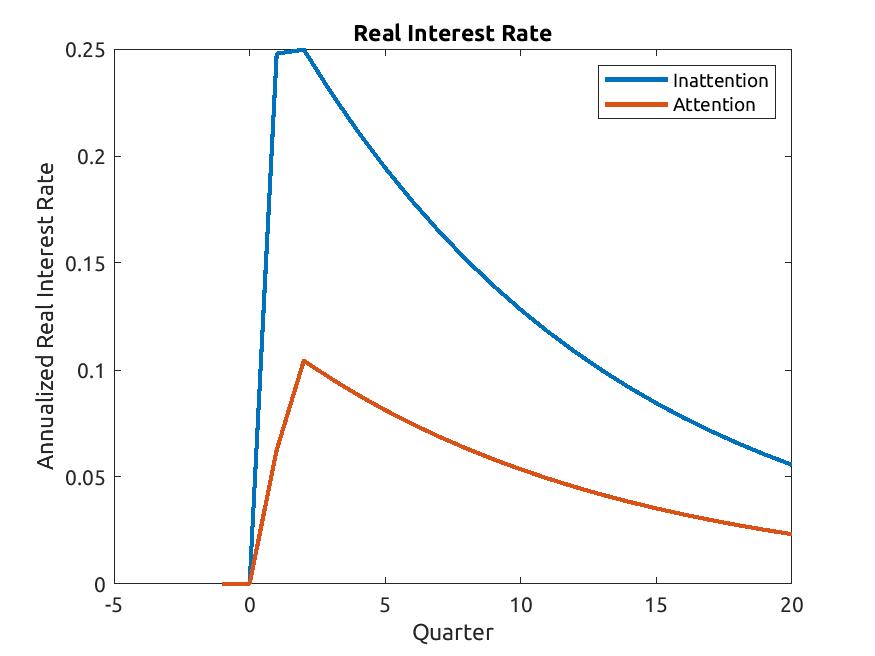 Real Interest Rate
Inattention
Attention
Annualized Real Interest Rate
0.25
0.2
0.15
0.1
0.05
0
-5 0 5 10 15 20
Quarter